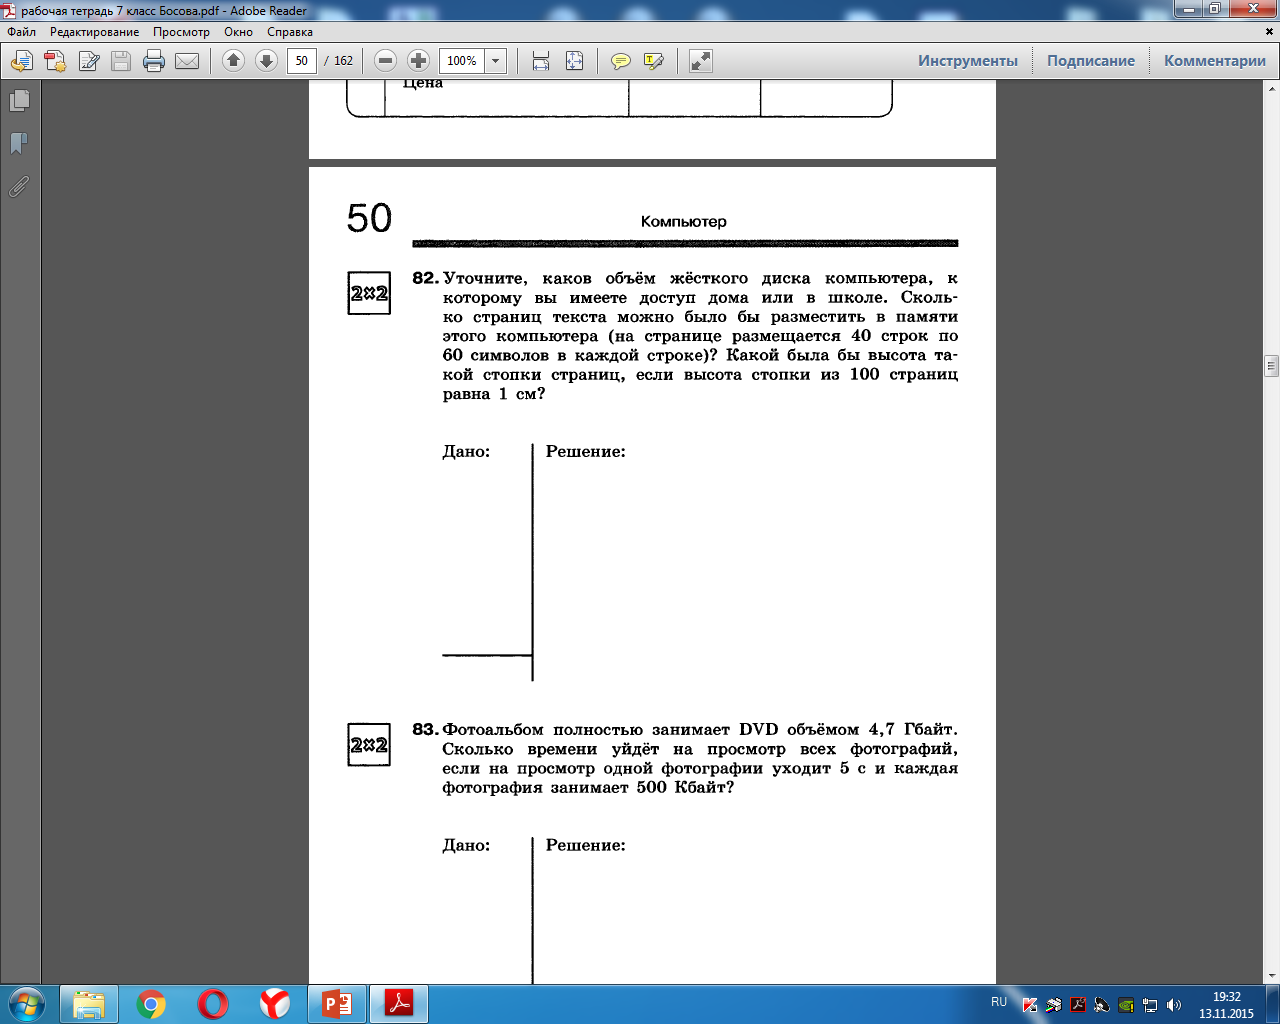 рабочая тетрадь 7 класс Босова.pdf - Adobe Reader
Файл Редактирование Просмотр Окно Справка
50 / 162 100% Инструменты Подписание Комментарии
Цена
50
Компьютер
2×2
82. Уточните, каков объём жёсткого диска компьютера, к
которому вы имеете доступ дома или в школе. Сколь-
ко страниц текста можно было бы разместить в памяти
этого компьютера (на странице размещается 40 строк по
60 символов в каждой строке)? Какой была бы высота та-
кой стопки страниц, если высота стопки из 100 страниц
равна 1 см?
Дано: Решение:
2×2
83. Фотоальбом полностью занимает DVD объёмом 4,7 Гбайт.
Сколько времени уйдёт на просмотр всех фотографий,
если на просмотр одной фотографии уходит 5 с и каждая
фотография занимает 500 Кбайт?
Дано: Решение:
RU 19:32
13.11.2015